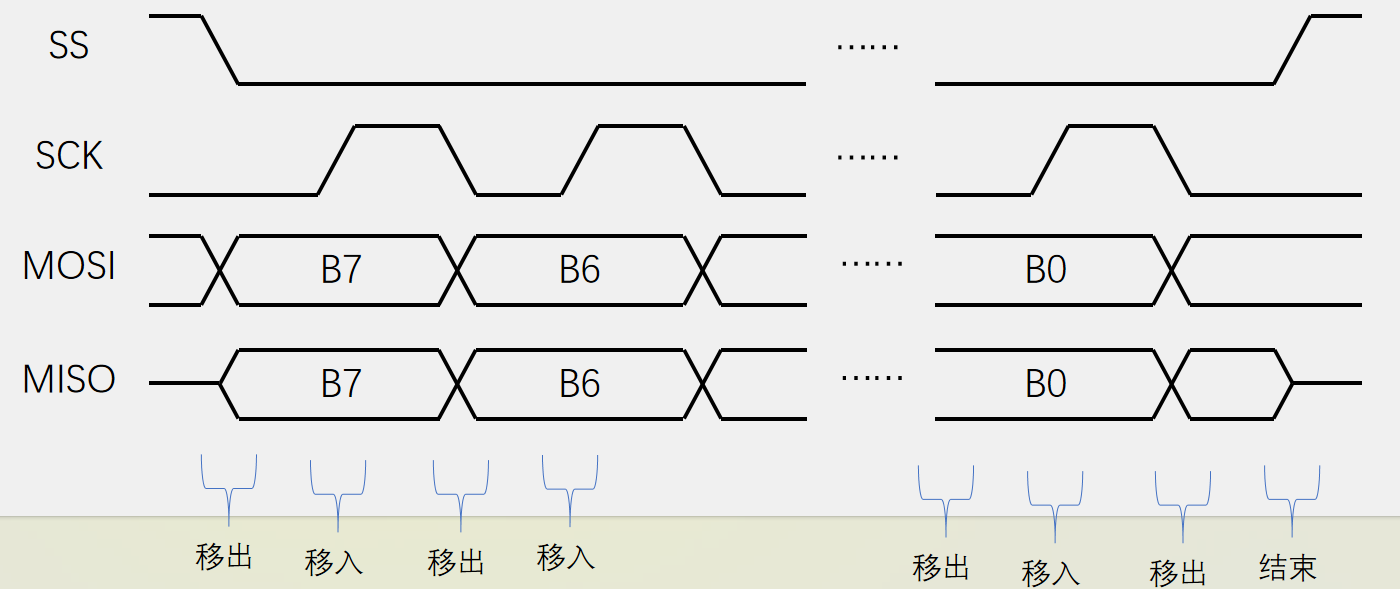 SS ……
SCK ……
MOSI B7 B6 …… B0
MISO B7 B6 …… B0
移出 移入 移出 移入 移出 移入 移出 结束